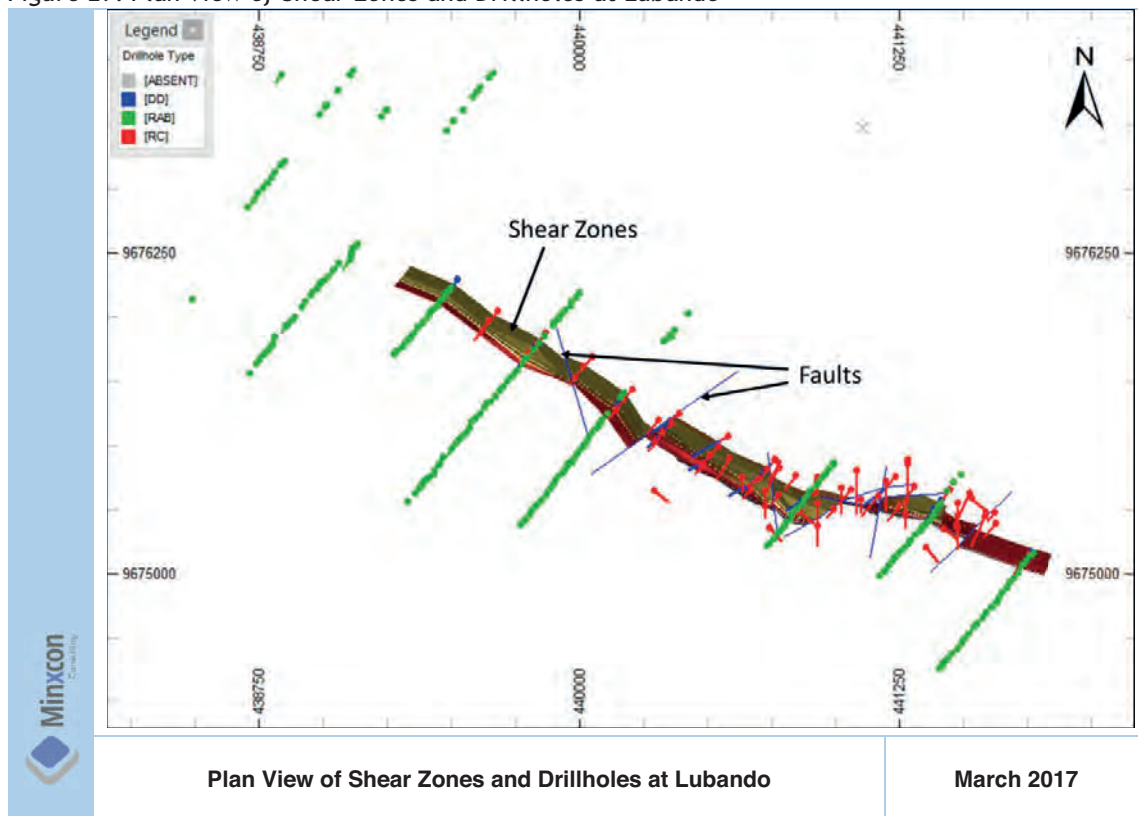 Legend
Drillhole Type
[ABSENT]
[DD]
[RAB]
[RC]
438750
440000
441250
N
Shear Zones
9676250
9676250
Faults
9675000
9675000
438750
440000
441250
Minxcon
Consulting
Plan View of Shear Zones and Drillholes at Lubando
March 2017